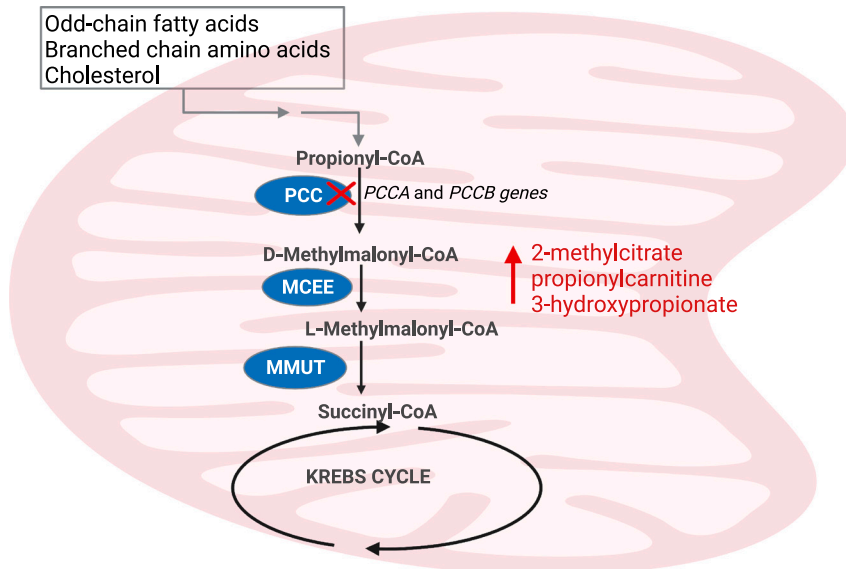 Odd-chain fatty acids
Branched chain amino acids
Cholesterol
Propionyl-CoA
PCC
PCCA and PCCB genes
D-Methylmalonyl-CoA
MCEE
2-methylcitrate
propionylcarnitine
3-hydroxypropionate
L-Methylmalonyl-CoA
MMUT
Succinyl-CoA
KREBS CYCLE